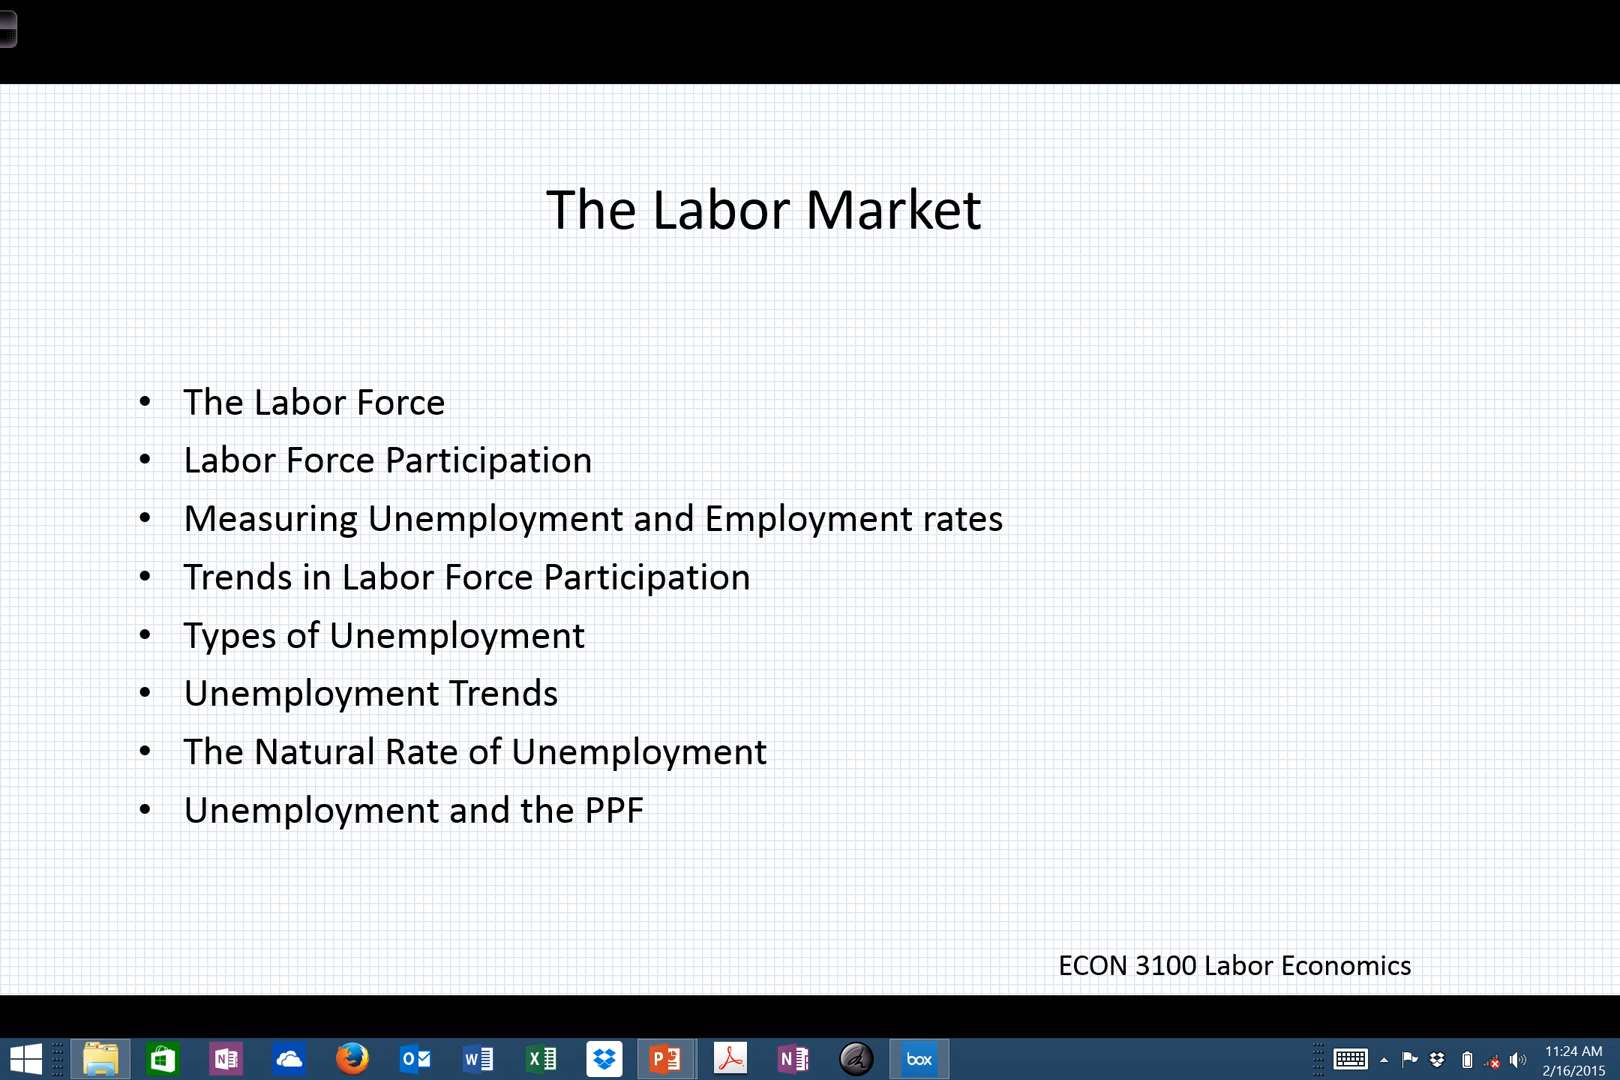 The Labor Market
• The Labor Force
• Labor Force Participation
• Measuring Unemployment and Employment rates
• Trends in Labor Force Participation
• Types of Unemployment
• Unemployment Trends
• The Natural Rate of Unemployment
• Unemployment and the PPF
ECON 3100 Labor Economics
box
11:24 AM
2/16/2015